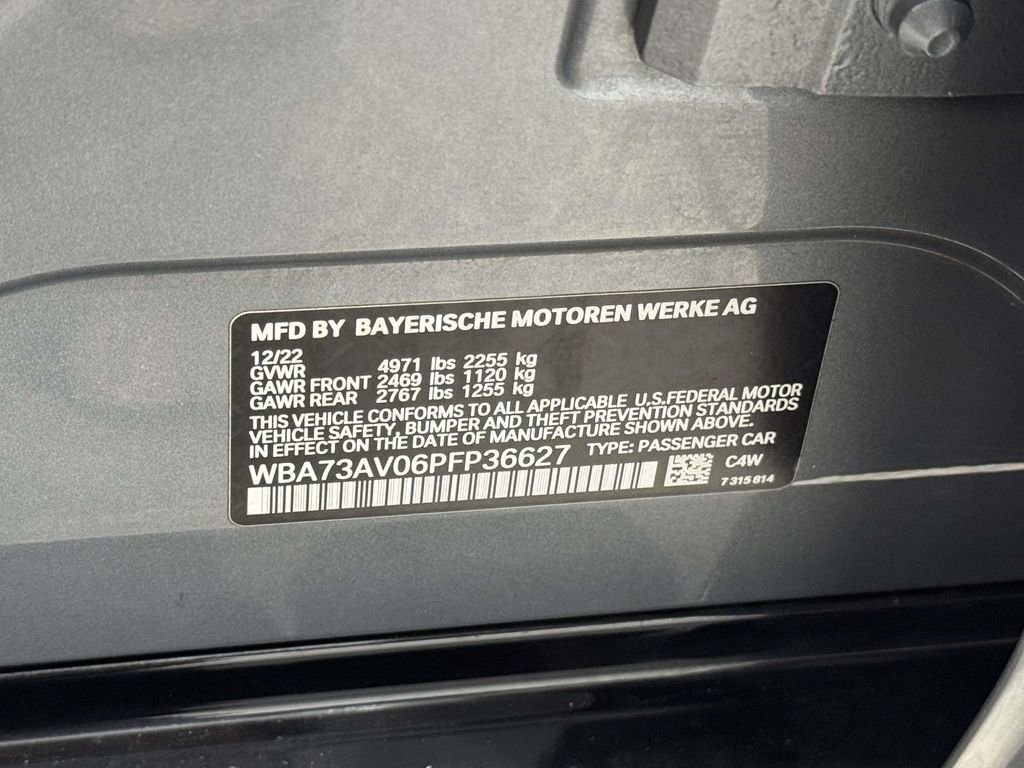 MFD BY BAYERISCHE MOTOREN WERKE AG
12/22
GVWR 4971 lbs 2255 kg
GAWR FRONT 2469 lbs 1120 kg
GAWR REAR 2767 lbs 1255 kg
THIS VEHICLE CONFORMS TO ALL APPLICABLE U.S.FEDERAL MOTOR
VEHICLE SAFETY, BUMPER AND THEFT PREVENTION STANDARDS
IN EFFECT ON THE DATE OF MANUFACTURE SHOWN ABOVE.
WBA73AV06PFP36627 TYPE: PASSENGER CAR
C4W
7 315 814